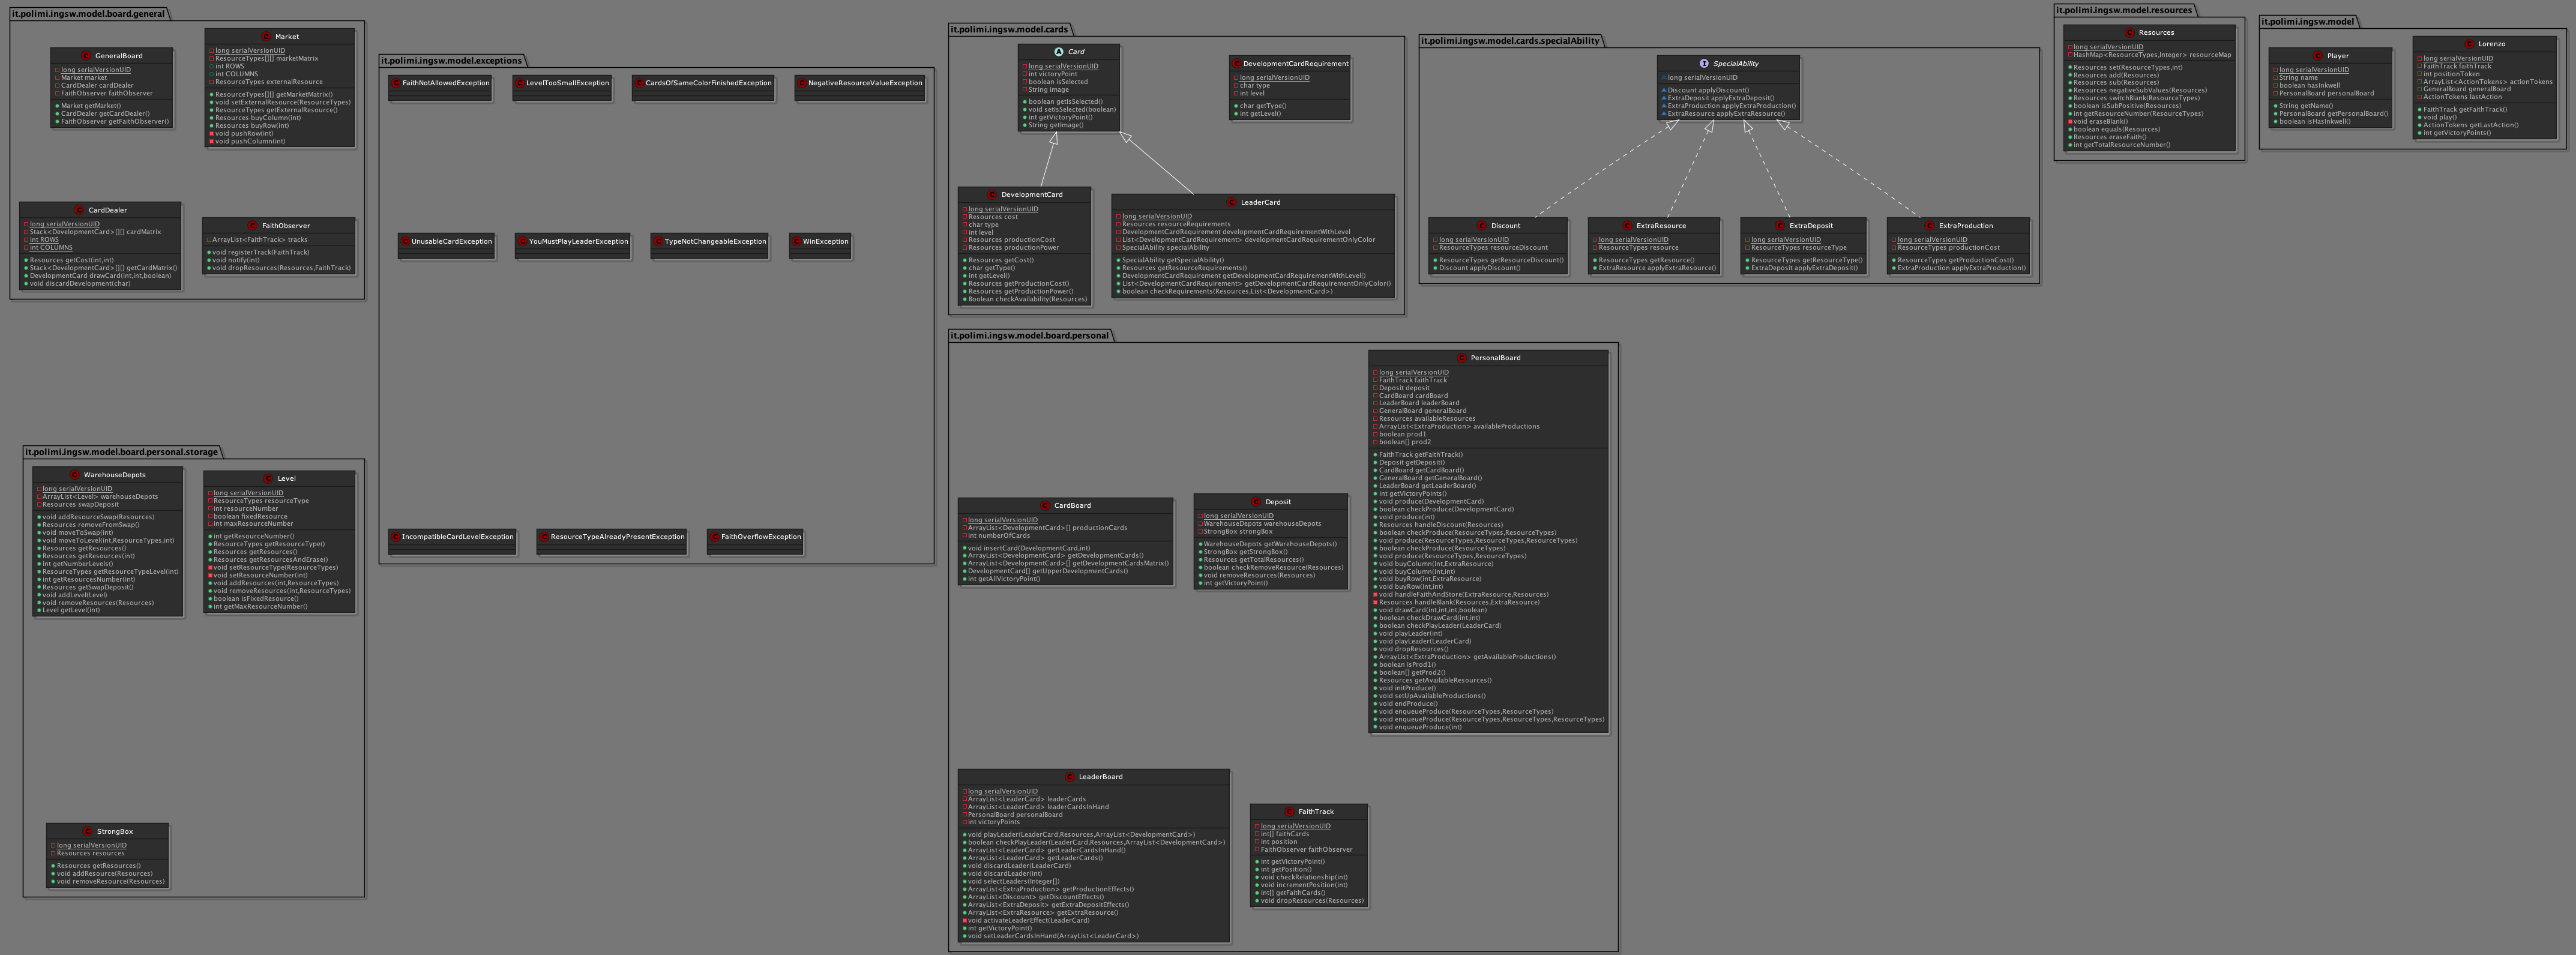 it.polimi.ingsw.model.board.general
GeneralBoard
long serialVersionUID
Market market
CardDealer cardDealer
FaithObserver faithObserver
Market getMarket()
CardDealer getCardDealer()
FaithObserver getFaithObserver()
Market
long serialVersionUID
ResourceTypes[][] marketMatrix
int ROWS
int COLUMNS
ResourceTypes externalResource
ResourceTypes[][] getMarketMatrix()
void setExternalResource(ResourceTypes)
ResourceTypes getExternalResource()
Resources buyColumn(int)
Resources buyRow(int)
void pushRow(int)
void pushColumn(int)
CardDealer
long serialVersionUID
Stack<DevelopmentCard>[][] cardMatrix
int ROWS
int COLUMNS
Resources getCost(int,int)
Stack<DevelopmentCard>[][] getCardMatrix()
DevelopmentCard drawCard(int,int,boolean)
void discardDevelopment(char)
FaithObserver
ArrayList<FaithTrack> tracks
void registerTrack(FaithTrack)
void notify(int)
void dropResources(Resources,FaithTrack)
it.polimi.ingsw.model.exceptions
FaithNotAllowedException
LevelTooSmallException
CardsOfSameColorFinishedException
NegativeResourceValueException
UnusableCardException
YouMustPlayLeaderException
TypeNotChangeableException
WinException
IncompatibleCardLevelException
ResourceTypeAlreadyPresentException
FaithOverflowException
it.polimi.ingsw.model.cards
Card
long serialVersionUID
int victoryPoint
boolean isSelected
String image
boolean getIsSelected()
void setIsSelected(boolean)
int getVictoryPoint()
String getImage()
DevelopmentCardRequirement
long serialVersionUID
char type
int level
char getType()
int getLevel()
DevelopmentCard
long serialVersionUID
Resources cost
char type
int level
Resources productionCost
Resources productionPower
Resources getCost()
char getType()
int getLevel()
Resources getProductionCost()
Resources getProductionPower()
Boolean checkAvailability(Resources)
LeaderCard
long serialVersionUID
Resources resourceRequirements
DevelopmentCardRequirement developmentCardRequirementWithLevel
List<DevelopmentCardRequirement> developmentCardRequirementOnlyColor
SpecialAbility specialAbility
SpecialAbility getSpecialAbility()
Resources getResourceRequirements()
DevelopmentCardRequirement getDevelopmentCardRequirementWithLevel()
List<DevelopmentCardRequirement> getDevelopmentCardRequirementOnlyColor()
boolean checkRequirements(Resources,List<DevelopmentCard>)
it.polimi.ingsw.model.cards.specialAbility
SpecialAbility
long serialVersionUID
Discount applyDiscount()
ExtraDeposit applyExtraDeposit()
ExtraProduction applyExtraProduction()
ExtraResource applyExtraResource()
Discount
long serialVersionUID
ResourceTypes resourceDiscount
ResourceTypes getResourceDiscount()
Discount applyDiscount()
ExtraResource
long serialVersionUID
ResourceTypes resource
ResourceTypes getResource()
ExtraResource applyExtraResource()
ExtraDeposit
long serialVersionUID
ResourceTypes resourceType
ResourceTypes getResourceType()
ExtraDeposit applyExtraDeposit()
ExtraProduction
long serialVersionUID
ResourceTypes productionCost
ResourceTypes getProductionCost()
ExtraProduction applyExtraProduction()
it.polimi.ingsw.model.resources
Resources
long serialVersionUID
HashMap<ResourceTypes,Integer> resourceMap
Resources set(ResourceTypes,int)
Resources add(Resources)
Resources sub(Resources)
Resources negativeSubValues(Resources)
Resources switchBlank(ResourceTypes)
boolean isSubPositive(Resources)
int getResourceNumber(ResourceTypes)
void eraseBlank()
boolean equals(Resources)
Resources eraseFaith()
int getTotalResourceNumber()
it.polimi.ingsw.model
Player
long serialVersionUID
String name
boolean hasInkwell
PersonalBoard personalBoard
String getName()
PersonalBoard getPersonalBoard()
boolean isHasInkwell()
Lorenzo
long serialVersionUID
FaithTrack faithTrack
int positionToken
ArrayList<ActionTokens> actionTokens
GeneralBoard generalBoard
ActionTokens lastAction
FaithTrack getFaithTrack()
void play()
ActionTokens getLastAction()
int getVictoryPoints()
it.polimi.ingsw.model.board.personal.storage
WarehouseDepots
long serialVersionUID
ArrayList<Level> warehouseDepots
Resources swapDeposit
void addResourceSwap(Resources)
Resources removeFromSwap()
void moveToSwap(int)
void moveToLevel(int,ResourceTypes,int)
Resources getResources()
Resources getResources(int)
int getNumberLevels()
ResourceTypes getResourceTypeLevel(int)
int getResourcesNumber(int)
Resources getSwapDeposit()
void addLevel(Level)
void removeResources(Resources)
Level getLevel(int)
Level
long serialVersionUID
ResourceTypes resourceType
int resourceNumber
boolean fixedResource
int maxResourceNumber
int getResourceNumber()
ResourceTypes getResourceType()
Resources getResources()
Resources getResourcesAndErase()
void setResourceType(ResourceTypes)
void setResourceNumber(int)
void addResources(int,ResourceTypes)
void removeResources(int,ResourceTypes)
boolean isFixedResource()
int getMaxResourceNumber()
StrongBox
long serialVersionUID
Resources resources
Resources getResources()
void addResource(Resources)
void removeResource(Resources)
it.polimi.ingsw.model.board.personal
CardBoard
long serialVersionUID
ArrayList<DevelopmentCard>[] productionCards
int numberOfCards
void insertCard(DevelopmentCard,int)
ArrayList<DevelopmentCard> getDevelopmentCards()
ArrayList<DevelopmentCard>[] getDevelopmentCardsMatrix()
DevelopmentCard[] getUpperDevelopmentCards()
int getAllVictoryPoint()
Deposit
long serialVersionUID
WarehouseDepots warehouseDepots
StrongBox strongBox
WarehouseDepots getWarehouseDepots()
StrongBox getStrongBox()
Resources getTotalResources()
boolean checkRemoveResource(Resources)
void removeResources(Resources)
int getVictoryPoint()
PersonalBoard
long serialVersionUID
FaithTrack faithTrack
Deposit deposit
CardBoard cardBoard
LeaderBoard leaderBoard
GeneralBoard generalBoard
Resources availableResources
ArrayList<ExtraProduction> availableProductions
boolean prod1
boolean[] prod2
FaithTrack getFaithTrack()
Deposit getDeposit()
CardBoard getCardBoard()
GeneralBoard getGeneralBoard()
LeaderBoard getLeaderBoard()
int getVictoryPoints()
void produce(DevelopmentCard)
boolean checkProduce(DevelopmentCard)
void produce(int)
Resources handleDiscount(Resources)
boolean checkProduce(ResourceTypes,ResourceTypes)
void produce(ResourceTypes,ResourceTypes,ResourceTypes)
boolean checkProduce(ResourceTypes)
void produce(ResourceTypes,ResourceTypes)
void buyColumn(int,ExtraResource)
void buyColumn(int,int)
void buyRow(int,ExtraResource)
void buyRow(int,int)
void handleFaithAndStore(ExtraResource,Resources)
Resources handleBlank(Resources,ExtraResource)
void drawCard(int,int,int,boolean)
boolean checkDrawCard(int,int)
boolean checkPlayLeader(LeaderCard)
void playLeader(int)
void playLeader(LeaderCard)
void dropResources()
ArrayList<ExtraProduction> getAvailableProductions()
boolean isProd1()
boolean[] getProd2()
Resources getAvailableResources()
void initProduce()
void setUpAvailableProductions()
void endProduce()
void enqueueProduce(ResourceTypes,ResourceTypes)
void enqueueProduce(ResourceTypes,ResourceTypes,ResourceTypes)
void enqueueProduce(int)
LeaderBoard
long serialVersionUID
ArrayList<LeaderCard> leaderCards
ArrayList<LeaderCard> leaderCardsInHand
PersonalBoard personalBoard
int victoryPoints
void playLeader(LeaderCard,Resources,ArrayList<DevelopmentCard>)
boolean checkPlayLeader(LeaderCard,Resources,ArrayList<DevelopmentCard>)
ArrayList<LeaderCard> getLeaderCardsInHand()
ArrayList<LeaderCard> getLeaderCards()
void discardLeader(LeaderCard)
void discardLeader(int)
void selectLeaders(Integer[])
ArrayList<ExtraProduction> getProductionEffects()
ArrayList<Discount> getDiscountEffects()
ArrayList<ExtraDeposit> getExtraDepositEffects()
ArrayList<ExtraResource> getExtraResource()
void activateLeaderEffect(LeaderCard)
int getVictoryPoint()
void setLeaderCardsInHand(ArrayList<LeaderCard>)
FaithTrack
long serialVersionUID
int[] faithCards
int position
FaithObserver faithObserver
int getVictoryPoint()
int getPosition()
void checkRelationship(int)
void incrementPosition(int)
int[] getFaithCards()
void dropResources(Resources)